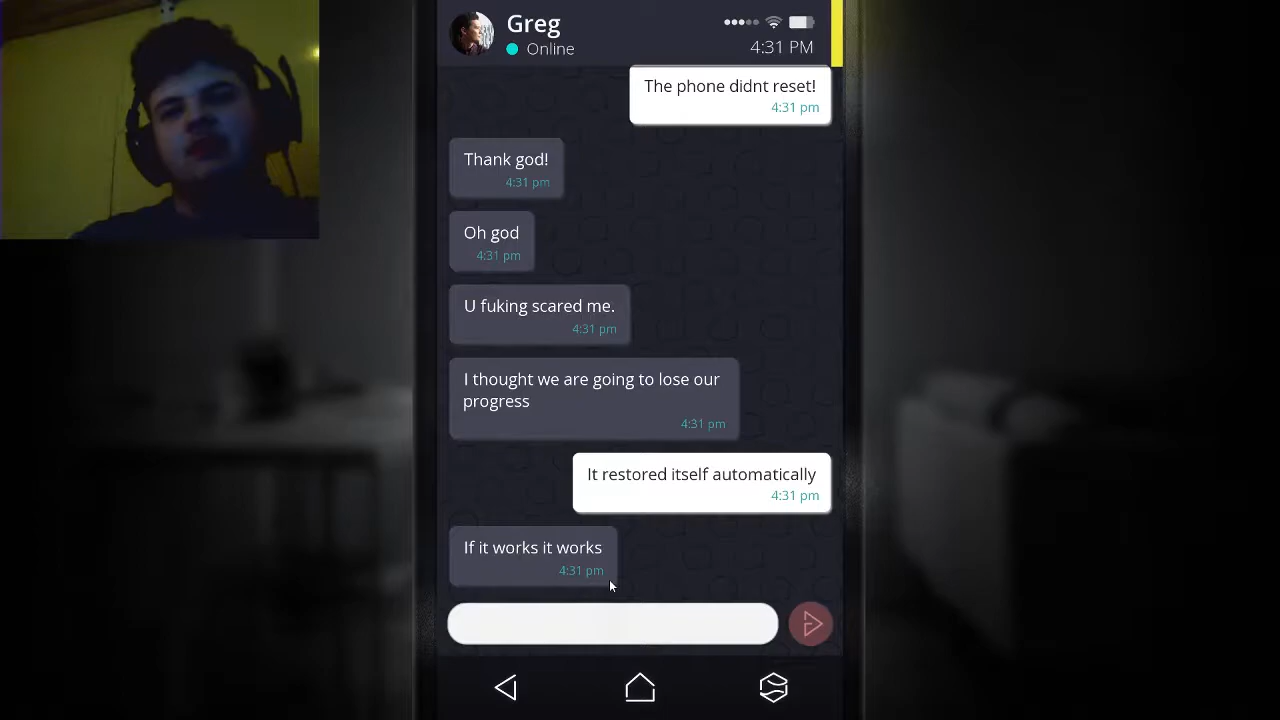 Greg
Online
4:31 PM
The phone didnt reset!
4:31 pm
Thank god!
4:31 pm
Oh god
4:31 pm
U fuking scared me.
4:31 pm
I thought we are going to lose our
progress
4:31 pm
It restored itself automatically
4:31 pm
If it works it works
4:31 pm